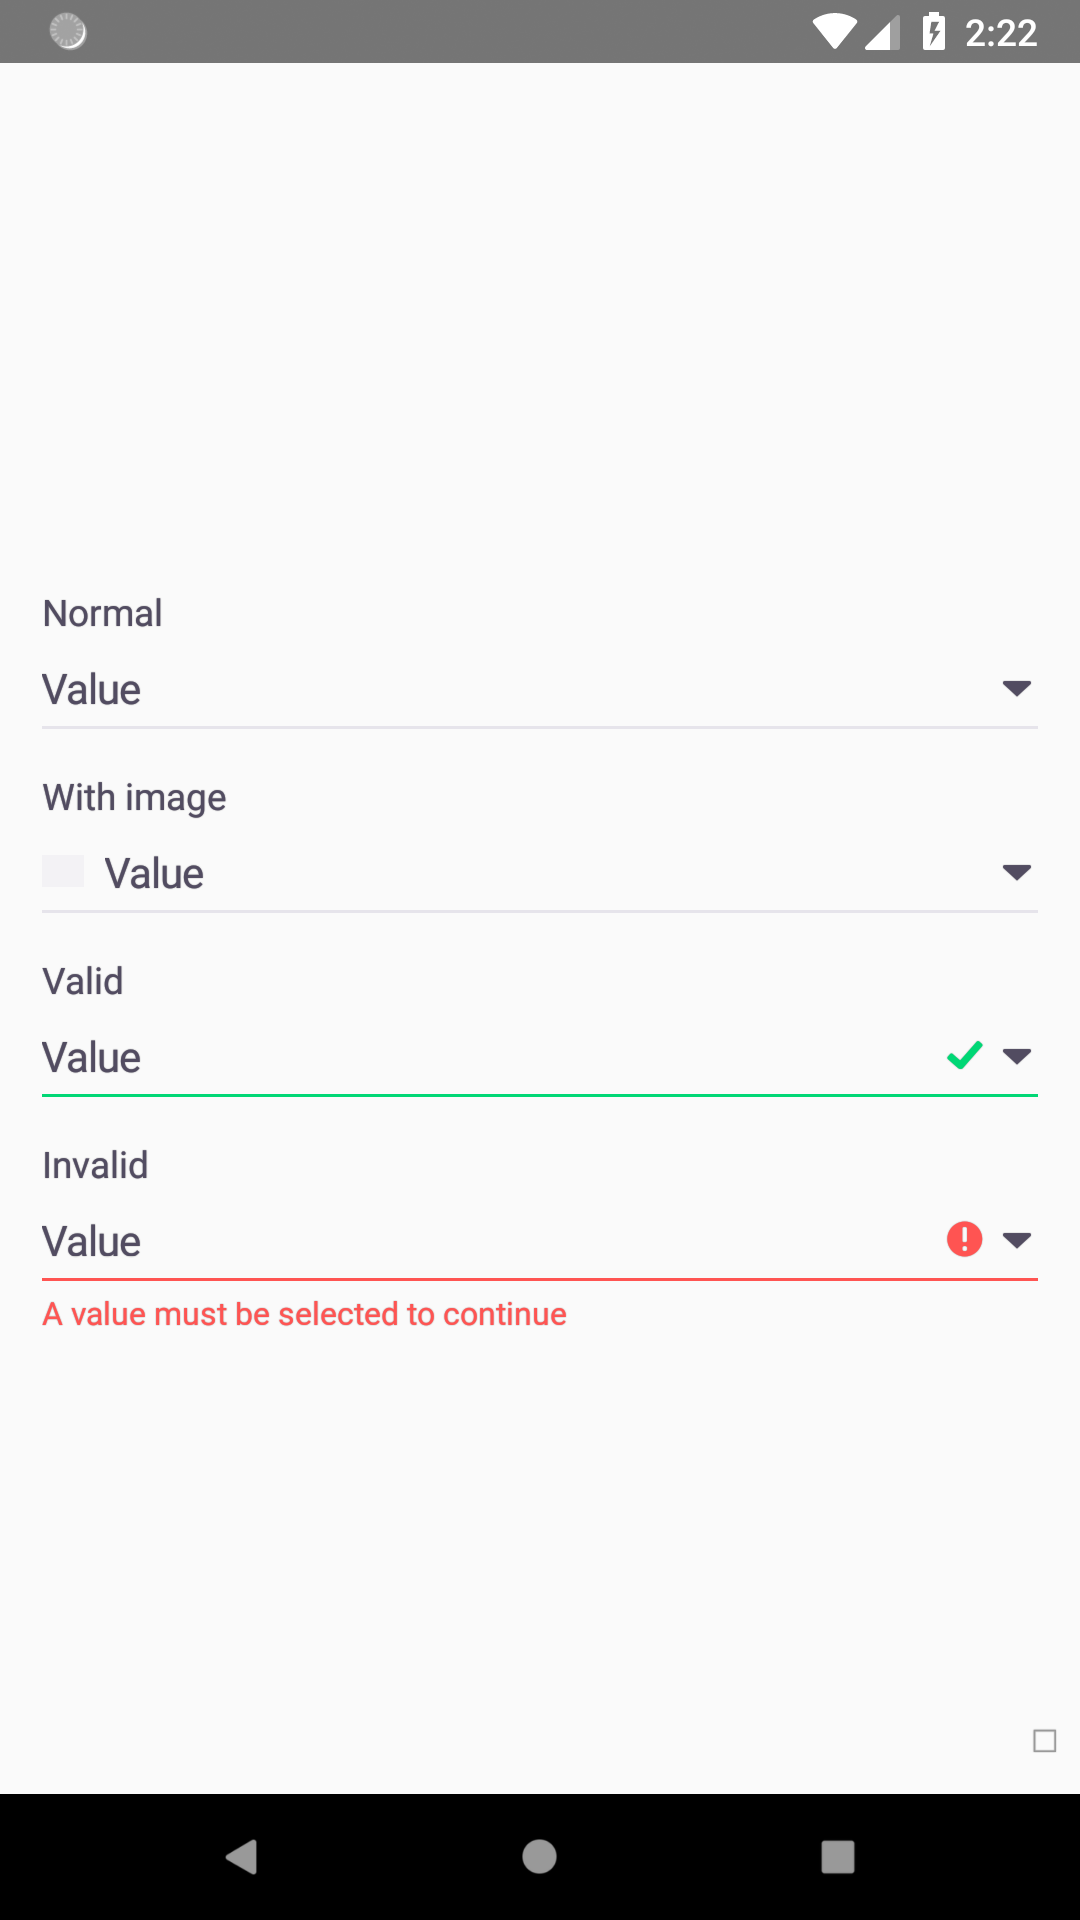 2:22
Normal
Value
With image
Value
Valid
Value
Invalid
Value
A value must be selected to continue